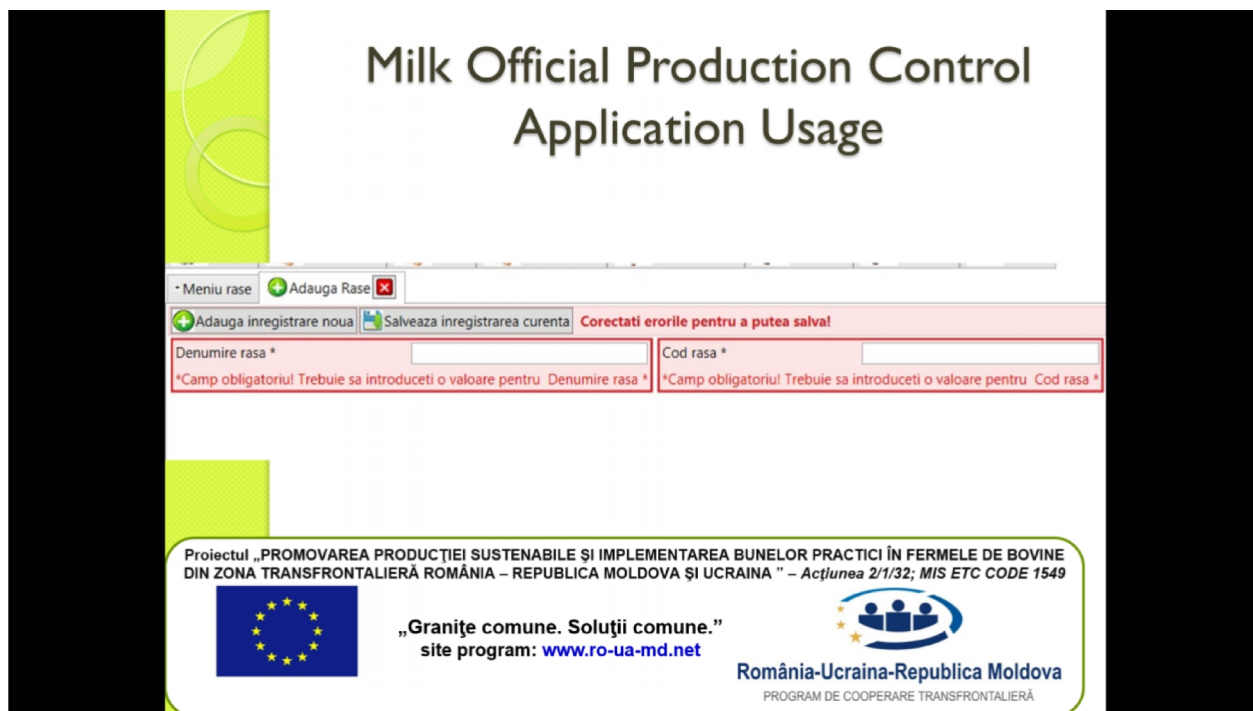 Milk Official Production Control
Application Usage
Meniu rase
Adauga Rase
Adauga inregistrare noua
Salveaza inregistrarea curenta
Corectati erorile pentru a putea salva!
Denumire rasa *
Cod rasa *
*Camp obligatoriu! Trebuie sa introduceti o valoare pentru Denumire rasa *
*Camp obligatoriu! Trebuie sa introduceti o valoare pentru Cod rasa *
Proiectul „PROMOVAREA PRODUCŢIEI SUSTENABILE ŞI IMPLEMENTAREA BUNELOR PRACTICI ÎN FERMELE DE BOVINE
DIN ZONA TRANSFRONTALIERĂ ROMÂNIA – REPUBLICA MOLDOVA ŞI UCRAINA ” – Acţiunea 2/1/32; MIS ETC CODE 1549
„Graniţe comune. Soluţii comune.”
site program: www.ro-ua-md.net
România-Ucraina-Republica Moldova
PROGRAM DE COOPERARE TRANSFRONTALIERĂ